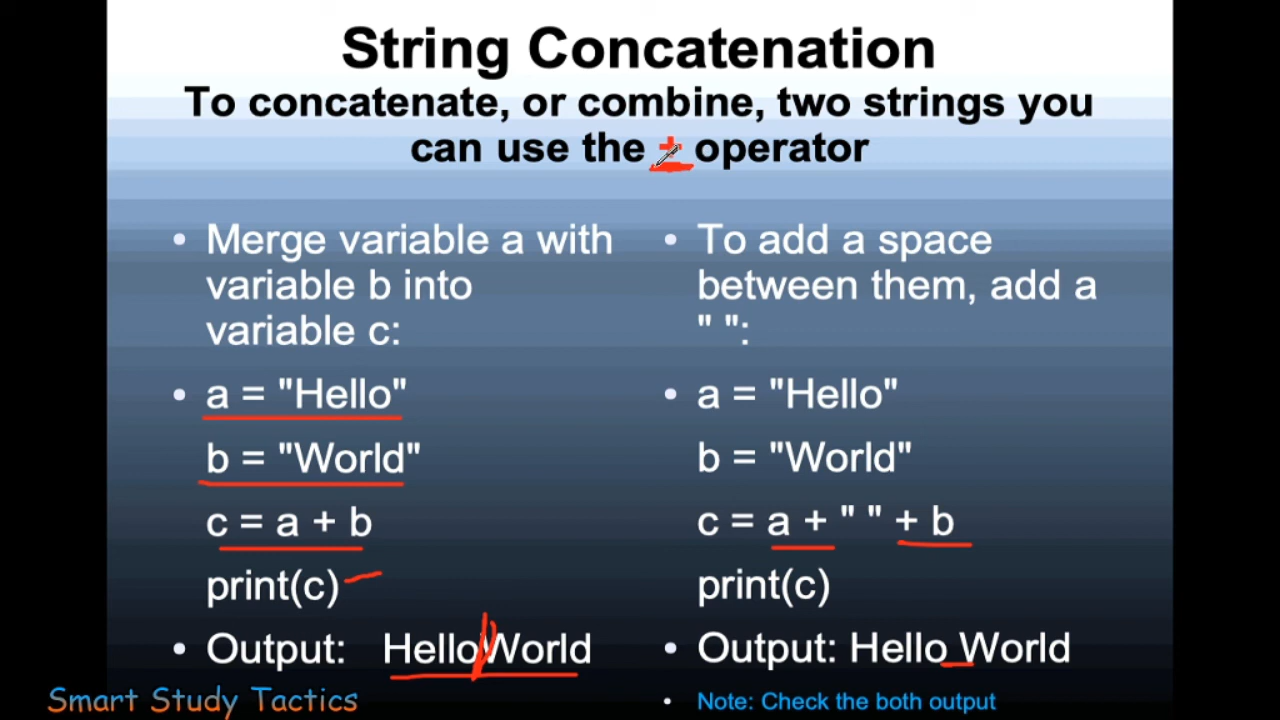 String Concatenation
To concatenate, or combine, two strings you
can use the + operator
• Merge variable a with
variable b into
variable c:
• a = "Hello"
b = "World"
c = a + b
print(c)
• Output: HelloWorld
• To add a space
between them, add a
" ":
• a = "Hello"
b = "World"
c = a + " " + b
print(c)
• Output: Hello World
• Note: Check the both output
Smart Study Tactics